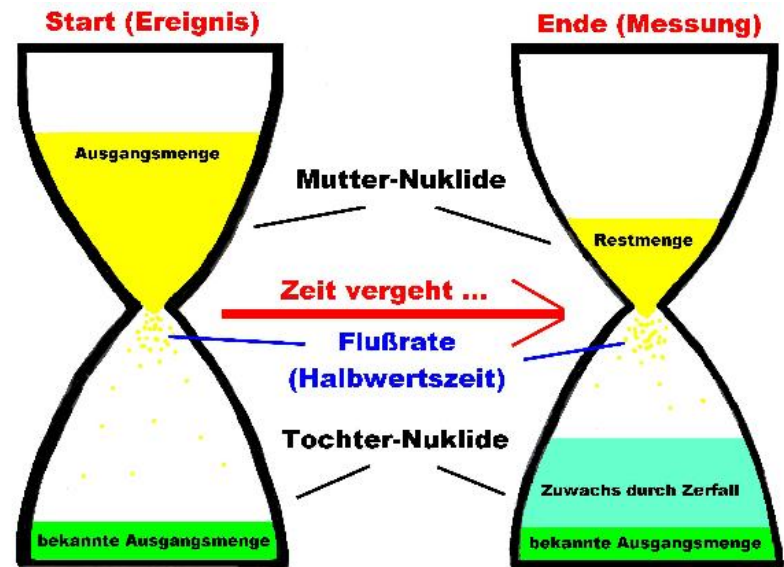 Start (Ereignis)
Ende (Messung)
Ausgangsmenge
Mutter-Nuklide
Restmenge
Zeit vergeht ...
Flußrate
(Halbwertszeit)
Tochter-Nuklide
Zuwachs durch Zerfall
bekannte Ausgangsmenge
bekannte Ausgangsmenge